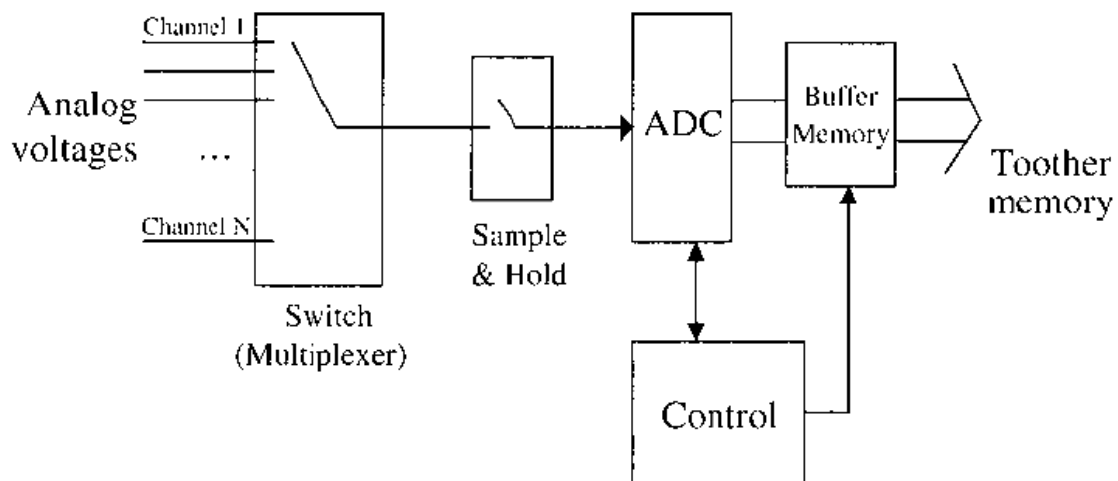 Channel 1
Analog
voltages
...
Channel N
Switch
(Multiplexer)
Sample
& Hold
ADC
Buffer
Memory
Toother
memory
Control